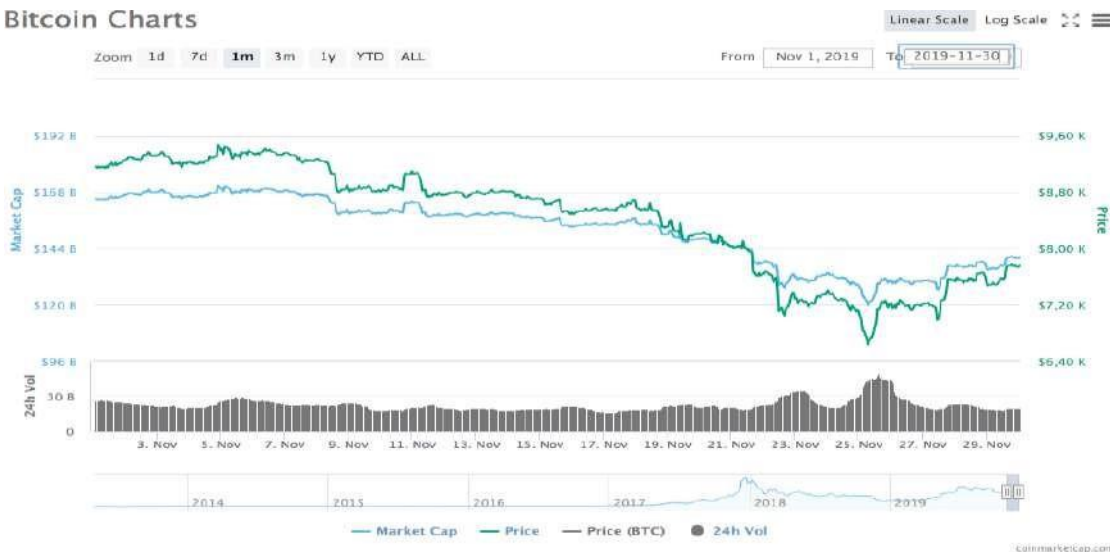 Bitcoin Charts
Linear Scale Log Scale
Zoom 1d 7d 1m 3m 1y YTD ALL From Nov 1, 2019 To 2019-11-30
$192 B $9,60 K
$168 B $8,80 K
$144 B $8,00 K
$120 B $7,20 K
$96 B $6,40 K
Market Cap
Price
24h Vol
30 B
0
3. Nov 5. Nov 7. Nov 9. Nov 11. Nov 13. Nov 15. Nov 17. Nov 19. Nov 21. Nov 23. Nov 25. Nov 27. Nov 29. Nov
2014 2015 2016 2017 2018 2019
Market Cap Price Price (BTC) 24h Vol
coinmarketcap.com